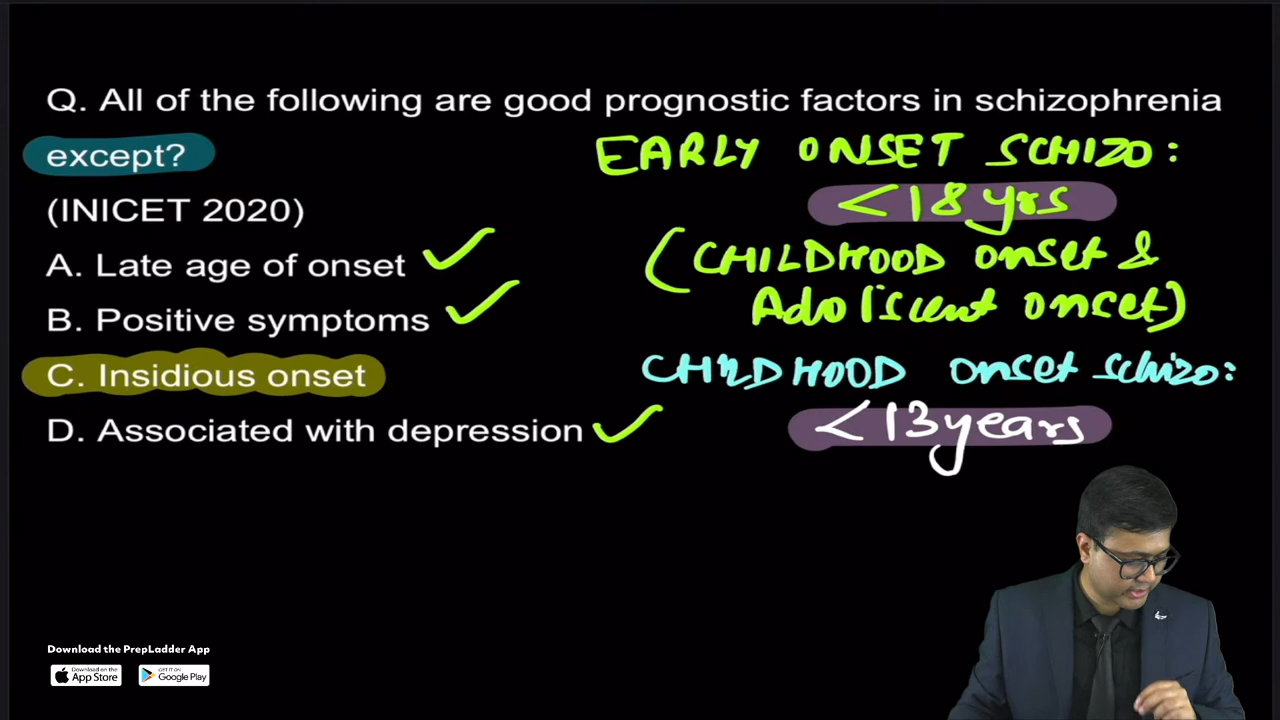 Q. All of the following are good prognostic factors in schizophrenia
except?
(INICET 2020)
A. Late age of onset
B. Positive symptoms
C. Insidious onset
D. Associated with depression
EARLY ONSET SCHIZO:
<18 yrs
(CHILDHOOD onset &
Adoliscent onset)
CHILDHOOD onset schizo:
<13 years
Download the PrepLadder App
Download on the
App Store
GET IT ON
Google Play